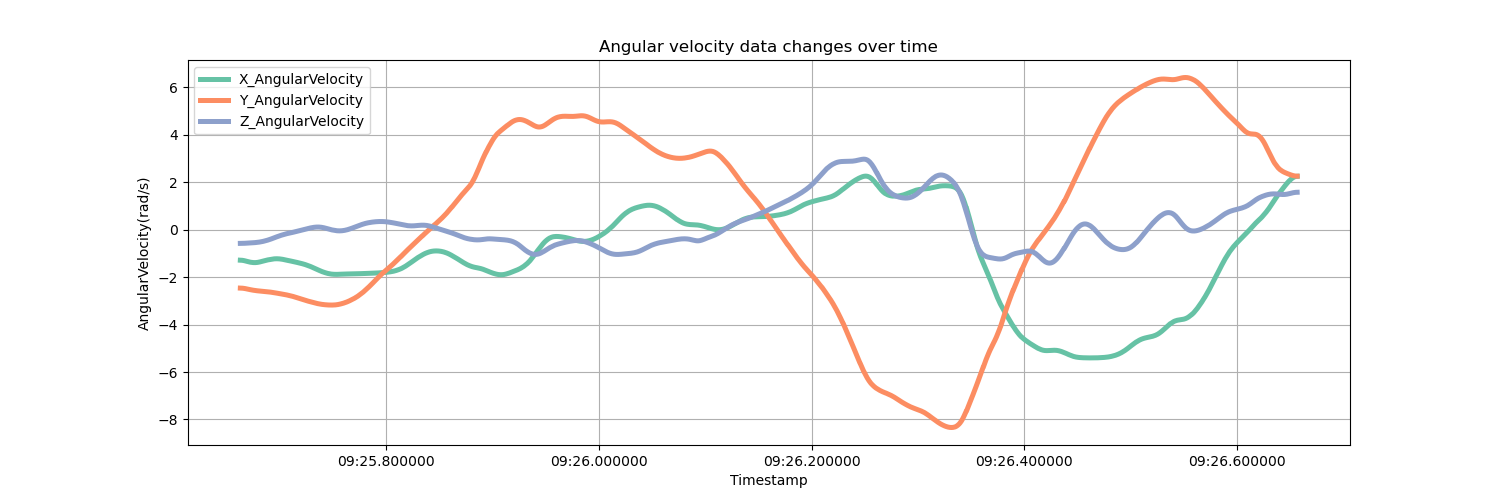 Angular velocity data changes over time
X_AngularVelocity
Y_AngularVelocity
Z_AngularVelocity
AngularVelocity(rad/s)
6
4
2
0
−2
−4
−6
−8
09:25.800000 09:26.000000 09:26.200000 09:26.400000 09:26.600000
Timestamp